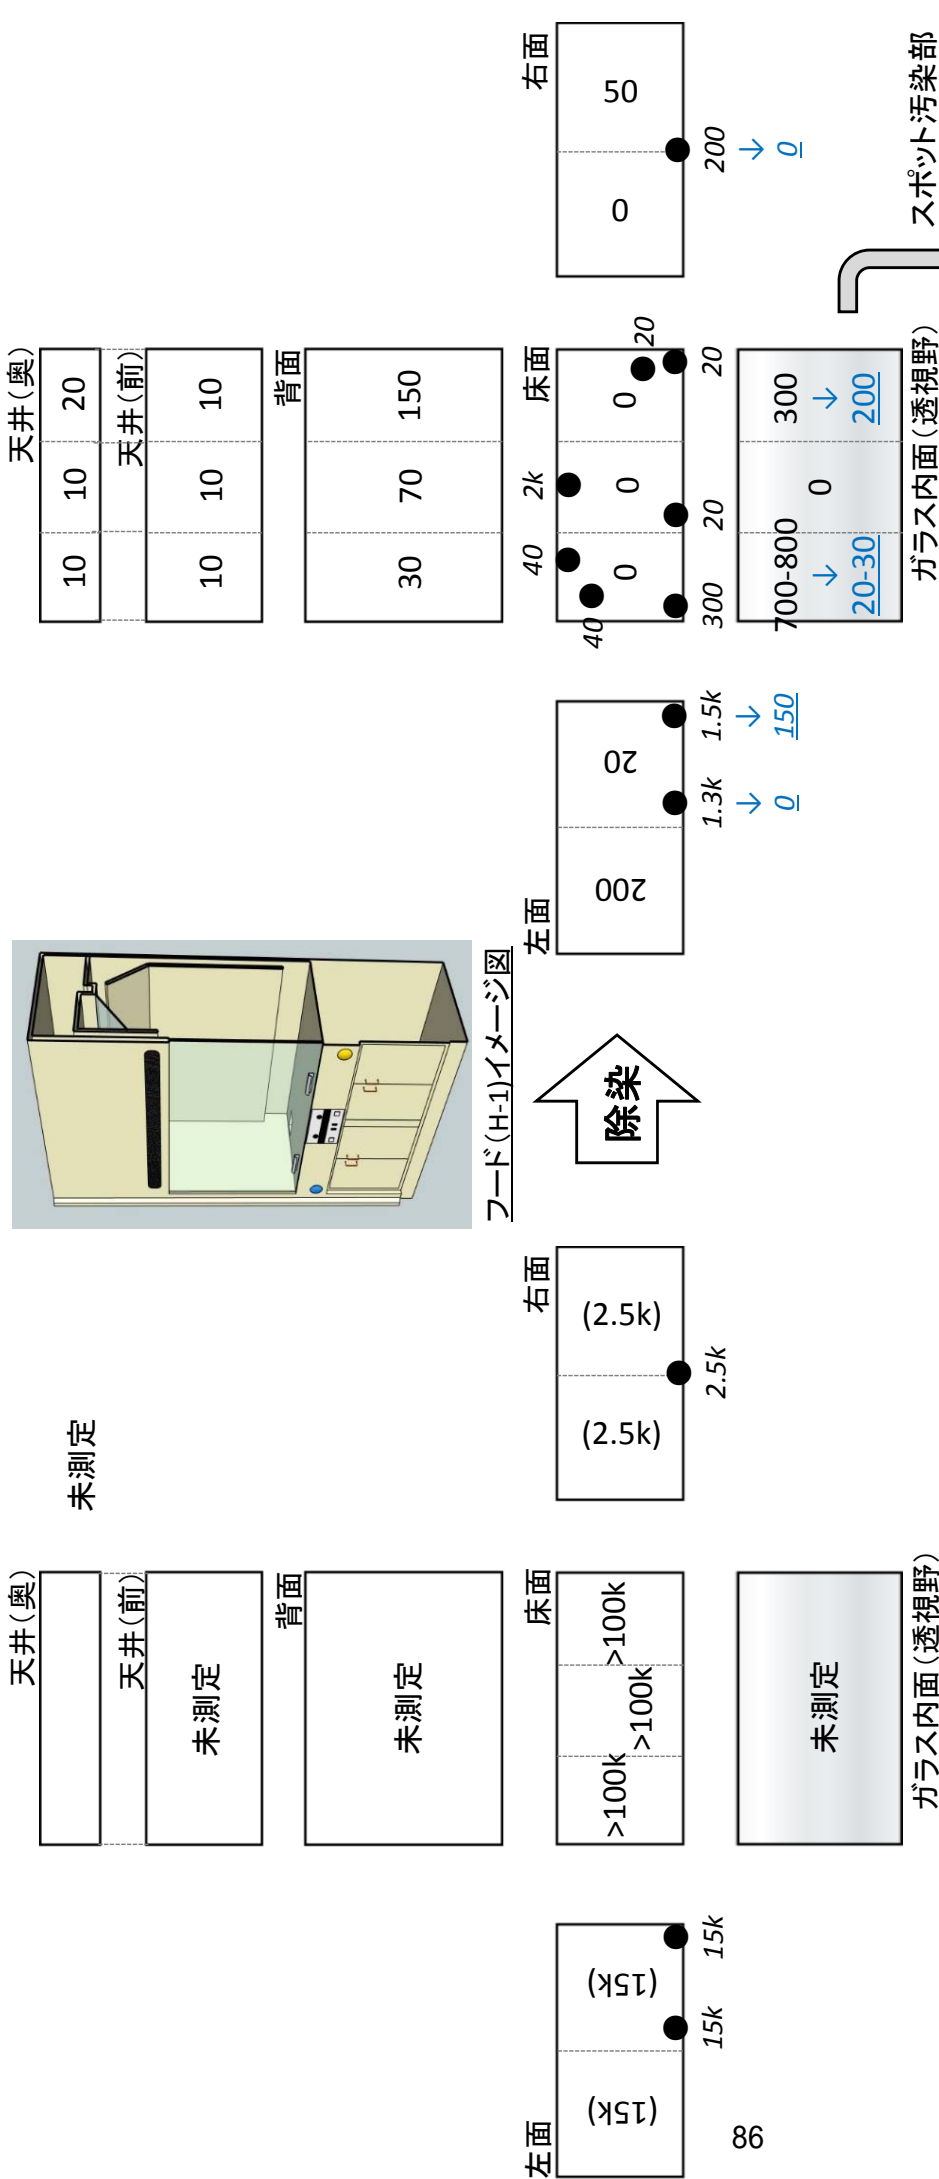 天井（奥）
未測定
天井（前）
未測定
背面
未測定
左面
(15k)
(15k)
15k
15k
床面
>100k
>100k
>100k
右面
(2.5k)
(2.5k)
2.5k
未測定
ガラス内面（透視野）
フード（H-1)イメージ図
除染
天井（奥）
10
10
20
天井（前）
10
10
10
背面
30
70
150
左面
200
20
1.3k
→
0
1.5k
→
150
床面
40
2k
40
0
0
0
20
300
20
20
右面
0
50
200
→
0
700-800
→
20-30
0
300
→
200
ガラス内面（透視野）
スポット汚染部
86